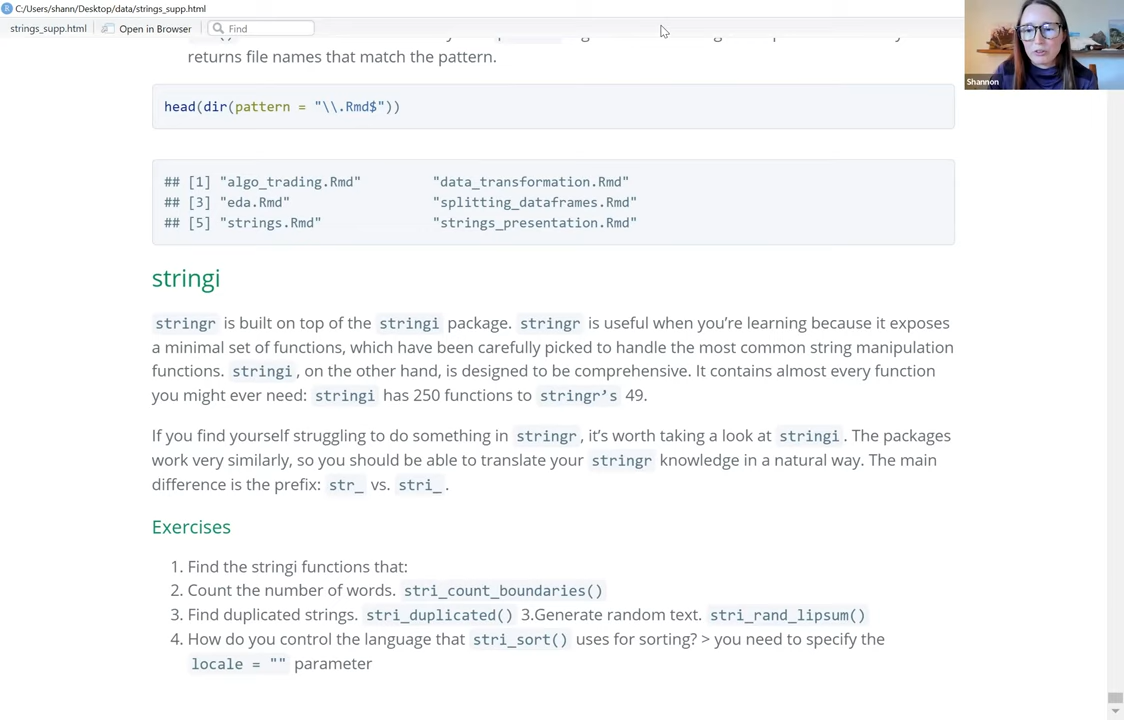 C:/Users/shann/Desktop/data/strings_supp.html
strings_supp.html
Open in Browser
Find
returns file names that match the pattern.
head(dir(pattern = "\\.Rmd$"))
## [1] "algo_trading.Rmd" "data_transformation.Rmd"
## [3] "eda.Rmd" "splitting_dataframes.Rmd"
## [5] "strings.Rmd" "strings_presentation.Rmd"
stringi
stringr is built on top of the stringi package. stringr is useful when you’re learning because it exposes
a minimal set of functions, which have been carefully picked to handle the most common string manipulation
functions. stringi, on the other hand, is designed to be comprehensive. It contains almost every function
you might ever need: stringi has 250 functions to stringr’s 49.
If you find yourself struggling to do something in stringr, it’s worth taking a look at stringi. The packages
work very similarly, so you should be able to translate your stringr knowledge in a natural way. The main
difference is the prefix: str_ vs. stri_.
Exercises
1. Find the stringi functions that:
2. Count the number of words. stri_count_boundaries()
3. Find duplicated strings. stri_duplicated() 3.Generate random text. stri_rand_lipsum()
4. How do you control the language that stri_sort() uses for sorting? > you need to specify the
locale = "" parameter
Shannon